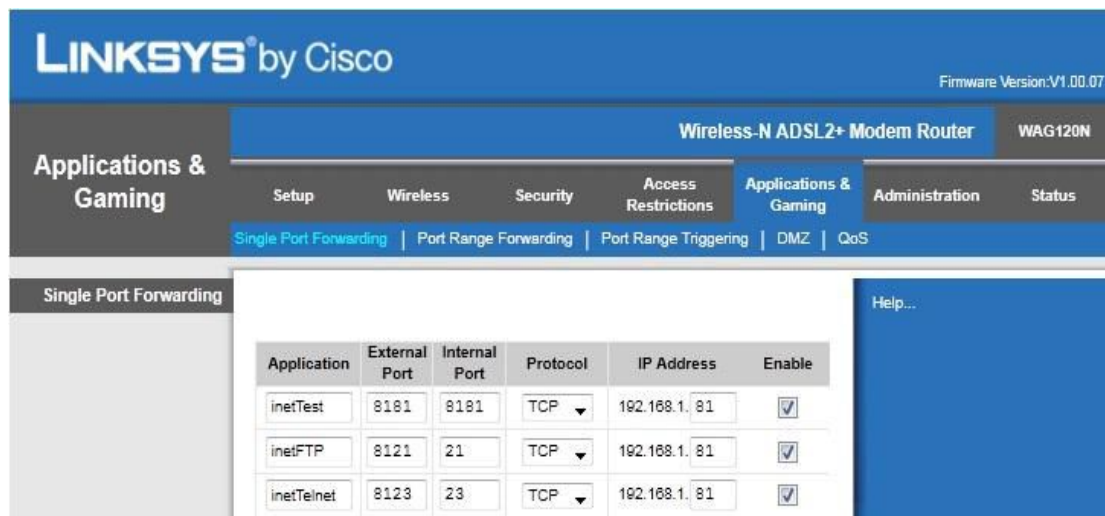 LINKSYS® by Cisco
Firmware Version:V1.00.07
Wireless-N ADSL2+ Modem Router WAG120N
Applications & Gaming
Setup Wireless Security Access Restrictions Applications & Gaming Administration Status
Single Port Forwarding | Port Range Forwarding | Port Range Triggering | DMZ | QoS
Single Port Forwarding
Help...
Application External Port Internal Port Protocol IP Address Enable
inetTest 8181 8181 TCP 192.168.1. 81
inetFTP 8121 21 TCP 192.168.1. 81
inetTelnet 8123 23 TCP 192.168.1. 81